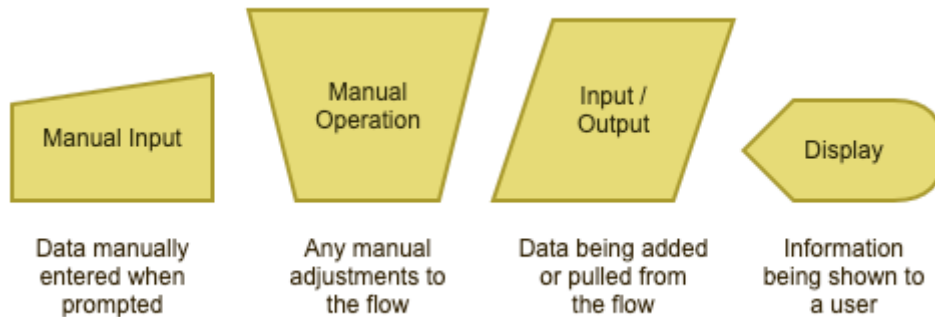 Manual Input
Manual
Operation
Input /
Output
Display
Data manually
entered when
prompted
Any manual
adjustments to
the flow
Data being added
or pulled from
the flow
Information
being shown to
a user